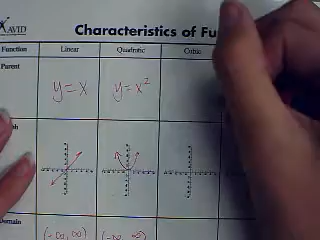 AVID
Characteristics of Fu
Function Linear Quadratic Cubic
Parent
y=x y=x²
h
Domain
(-∞, ∞) (-∞, ∞)